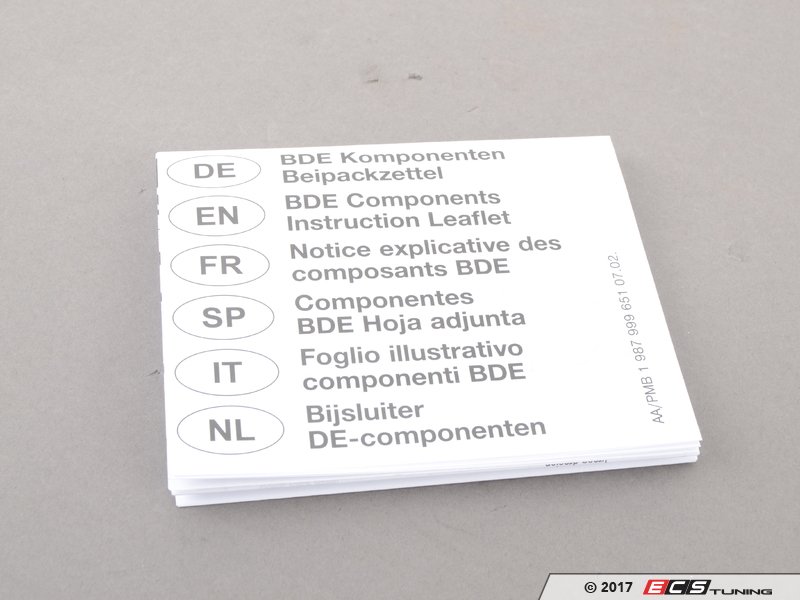 DE
BDE Komponenten
Beipackzettel
EN
BDE Components
Instruction Leaflet
FR
Notice explicative des
composants BDE
SP
Componentes
BDE Hoja adjunta
IT
Foglio illustrativo
componenti BDE
NL
Bijsluiter
DE-componenten
AA/PMB 1 987 999 651 07.02
© 2017 ECS TUNING